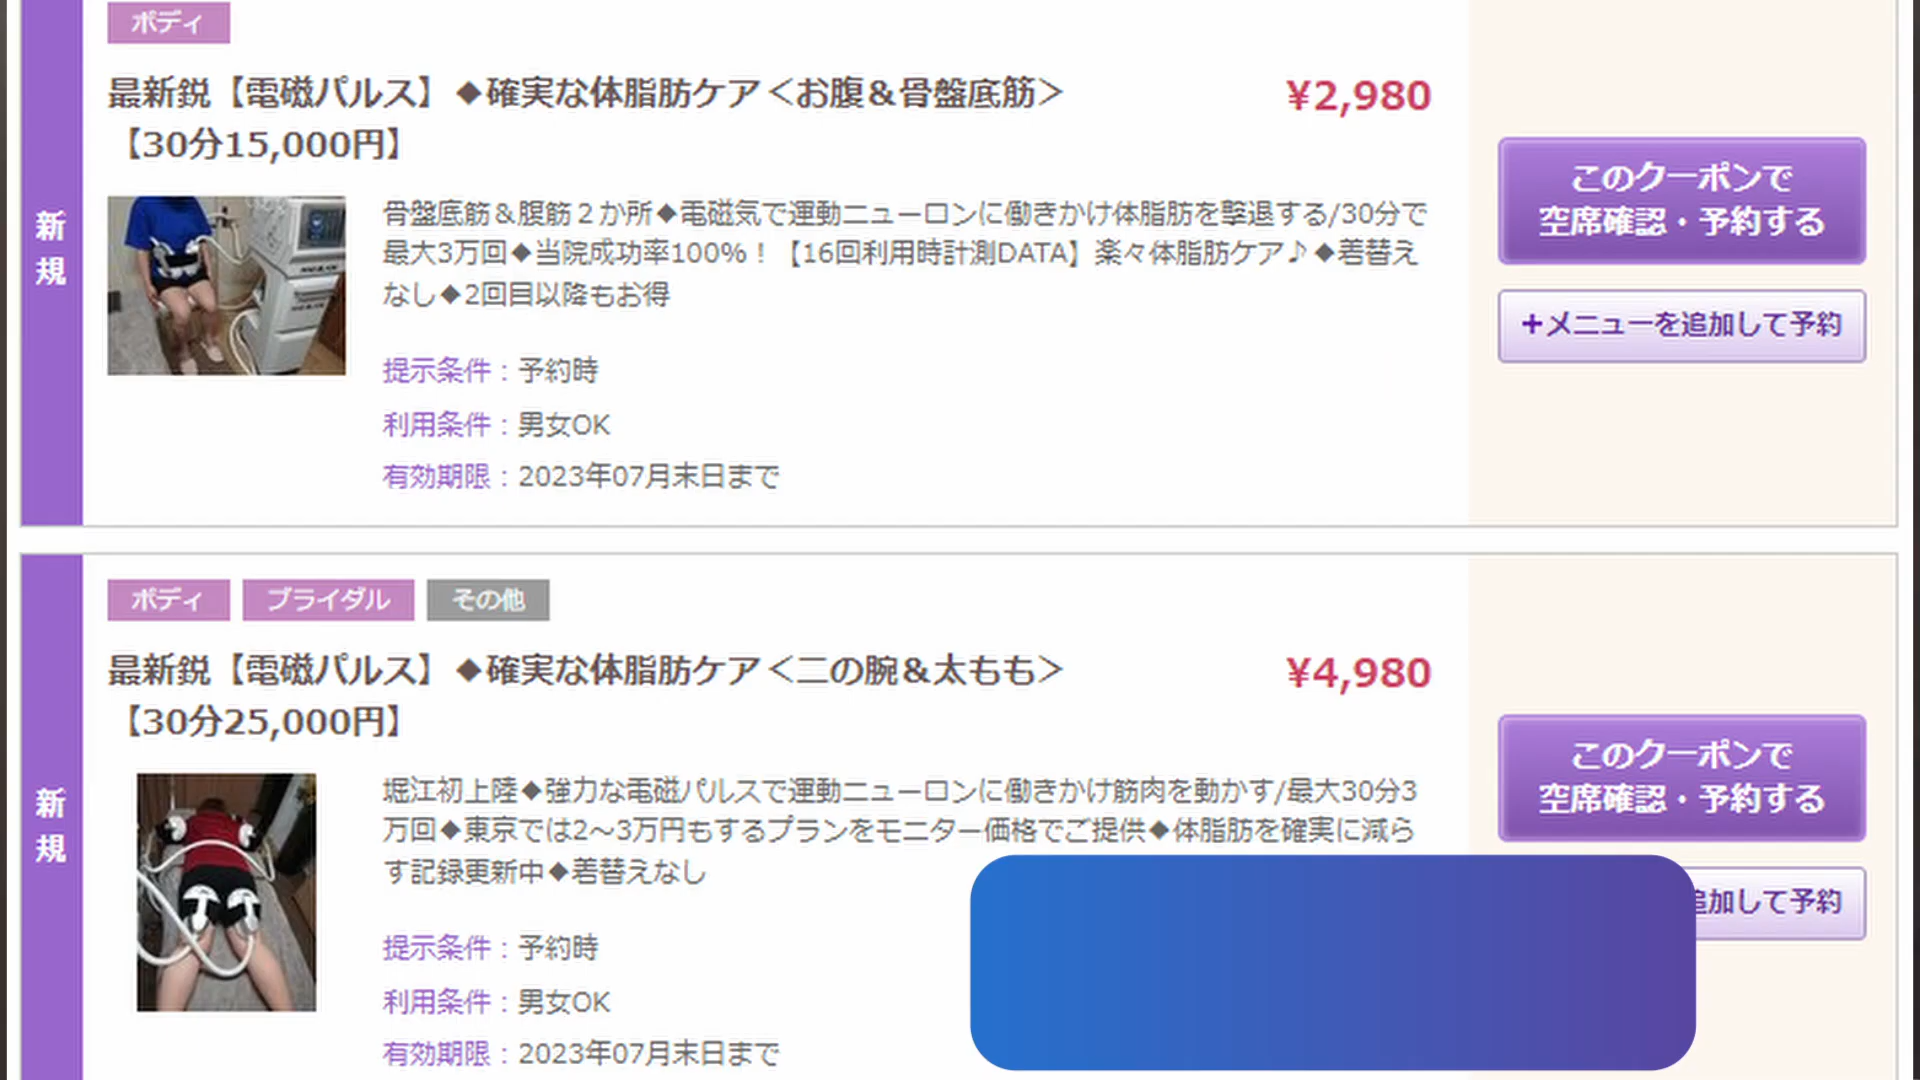 ボディ
最新鋭【電磁パルス】◆確実な体脂肪ケア＜お腹＆骨盤底筋＞
¥2,980
【30分15,000円】
新規
骨盤底筋＆腹筋２か所◆電磁気で運動ニューロンに働きかけ体脂肪を撃退する/30分で
最大3万回◆当院成功率100%！【16回利用時計測DATA】楽々体脂肪ケア♪◆着替え
なし◆2回目以降もお得
提示条件：予約時
利用条件：男女OK
有効期限：2023年07月末日まで
このクーポンで
空席確認・予約する
+メニューを追加して予約
ボディ ブライダル その他
最新鋭【電磁パルス】◆確実な体脂肪ケア＜二の腕＆太もも＞
¥4,980
【30分25,000円】
新規
堀江初上陸◆強力な電磁パルスで運動ニューロンに働きかけ筋肉を動かす/最大30分3
万回◆東京では2～3万円もするプランをモニター価格でご提供◆体脂肪を確実に減ら
す記録更新中◆着替えなし
提示条件：予約時
利用条件：男女OK
有効期限：2023年07月末日まで
このクーポンで
空席確認・予約する
追加して予約